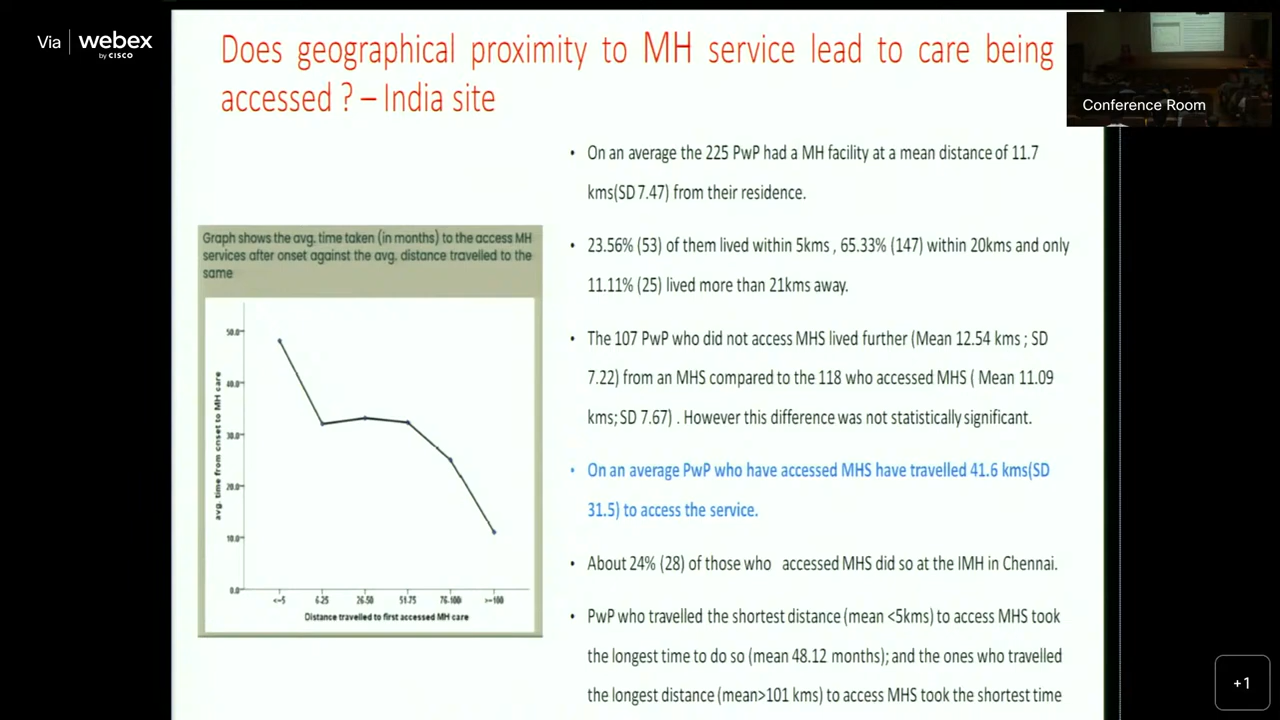 Via webex
by CISCO
Does geographical proximity to MH service lead to care being
accessed ? – India site
Conference Room
Graph shows the avg. time taken (in months) to the access MH
services after onset against the avg. distance travelled to the
same
avg. time from onset to MH care
50.0
40.0
30.0
20.0
10.0
0.0
<=5 6-25 26-50 51-75 76-100 >=100
Distance travelled to first accessed MH care
• On an average the 225 PwP had a MH facility at a mean distance of 11.7
kms(SD 7.47) from their residence.
• 23.56% (53) of them lived within 5kms , 65.33% (147) within 20kms and only
11.11% (25) lived more than 21kms away.
• The 107 PwP who did not access MHS lived further (Mean 12.54 kms ; SD
7.22) from an MHS compared to the 118 who accessed MHS ( Mean 11.09
kms; SD 7.67) . However this difference was not statistically significant.
• On an average PwP who have accessed MHS have travelled 41.6 kms(SD
31.5) to access the service.
• About 24% (28) of those who accessed MHS did so at the IMH in Chennai.
• PwP who travelled the shortest distance (mean <5kms) to access MHS took
the longest time to do so (mean 48.12 months); and the ones who travelled
the longest distance (mean>101 kms) to access MHS took the shortest time
+1